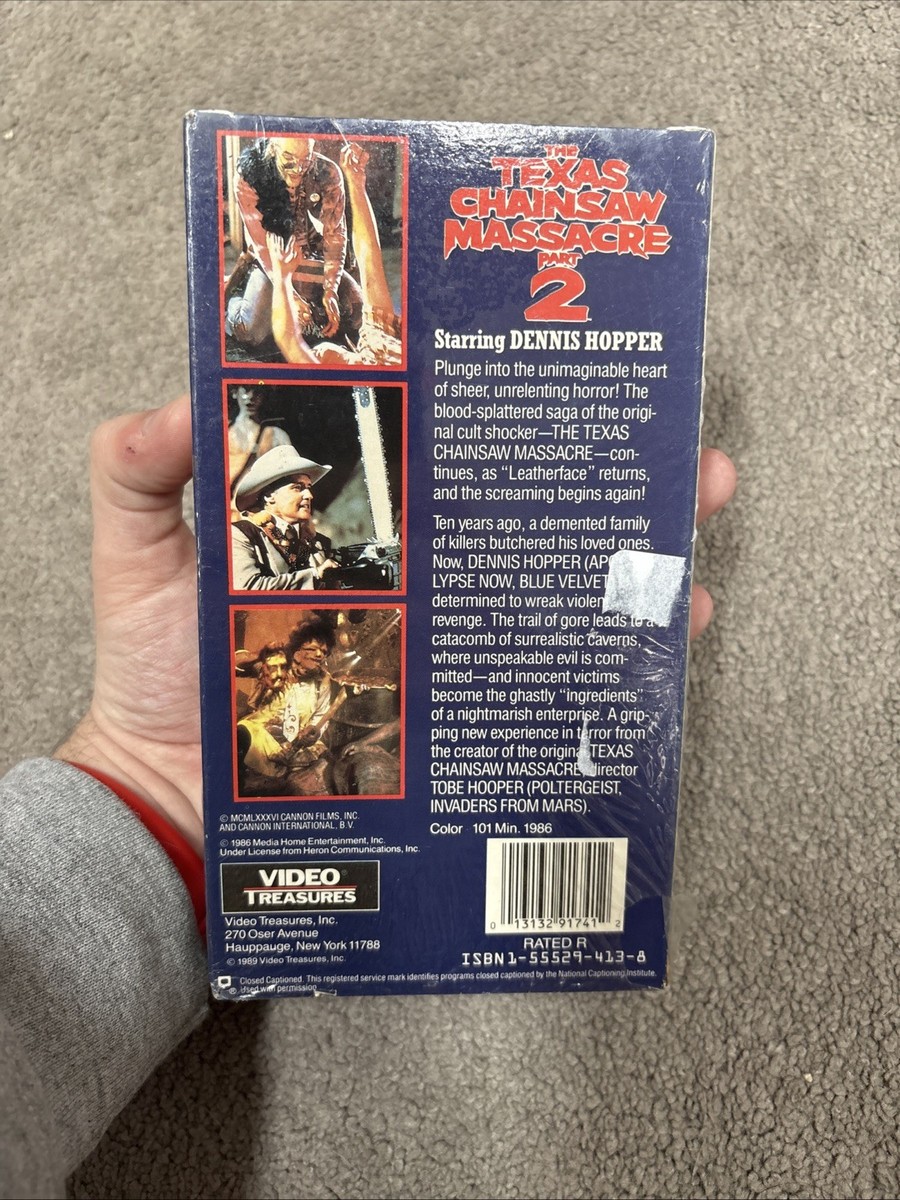 THE
TEXAS
CHAINSAW
MASSACRE
PART
2
Starring DENNIS HOPPER
Plunge into the unimaginable heart
of sheer, unrelenting horror! The
blood-splattered saga of the origi-
nal cult shocker—THE TEXAS
CHAINSAW MASSACRE—con-
tinues, as “Leatherface” returns,
and the screaming begins again!
Ten years ago, a demented family
of killers butchered his loved ones.
Now, DENNIS HOPPER
LYPSE NOW, BLUE VELVET
determined to wreak
revenge. The trail of gore leads to a
catacomb of surrealistic caverns,
where unspeakable evil is com-
mitted—and innocent victims
become the ghastly “ingredients”
of a nightmarish enterprise. A grip-
ping new experience in terror from
the creator of the original TEXAS
CHAINSAW MASSACRE, director
TOBE HOOPER (POLTERGEIST,
INVADERS FROM MARS).
Color 101 Min. 1986
© MCMLXXXVI CANNON FILMS, INC.
AND CANNON INTERNATIONAL, B.V.
© 1986 Media Home Entertainment, Inc.
Under License from Heron Communications, Inc.
VIDEO®
TREASURES
Video Treasures, Inc.
270 Oser Avenue
Hauppauge, New York 11788
© 1989 Video Treasures, Inc.
0 13132 91741 2
RATED R
ISBN 1-55529-413-8
Closed Captioned. This registered service mark identifies programs closed captioned by the National Captioning Institute.
® Used with permission